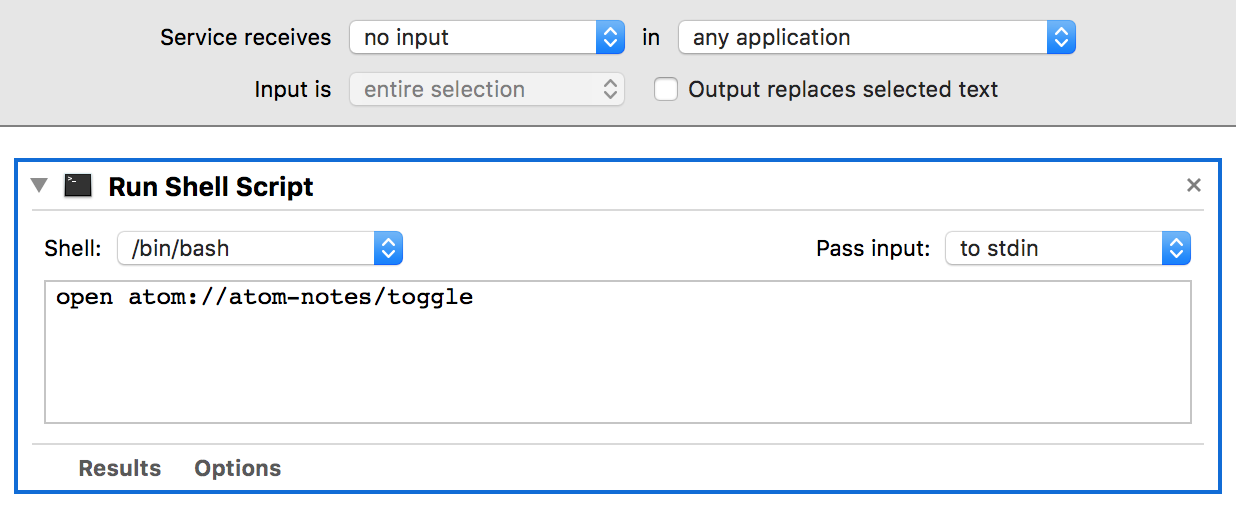 Service receives no input in any application
Input is entire selection Output replaces selected text
>_ Run Shell Script
Shell: /bin/bash Pass input: to stdin
open atom://atom-notes/toggle
Results Options